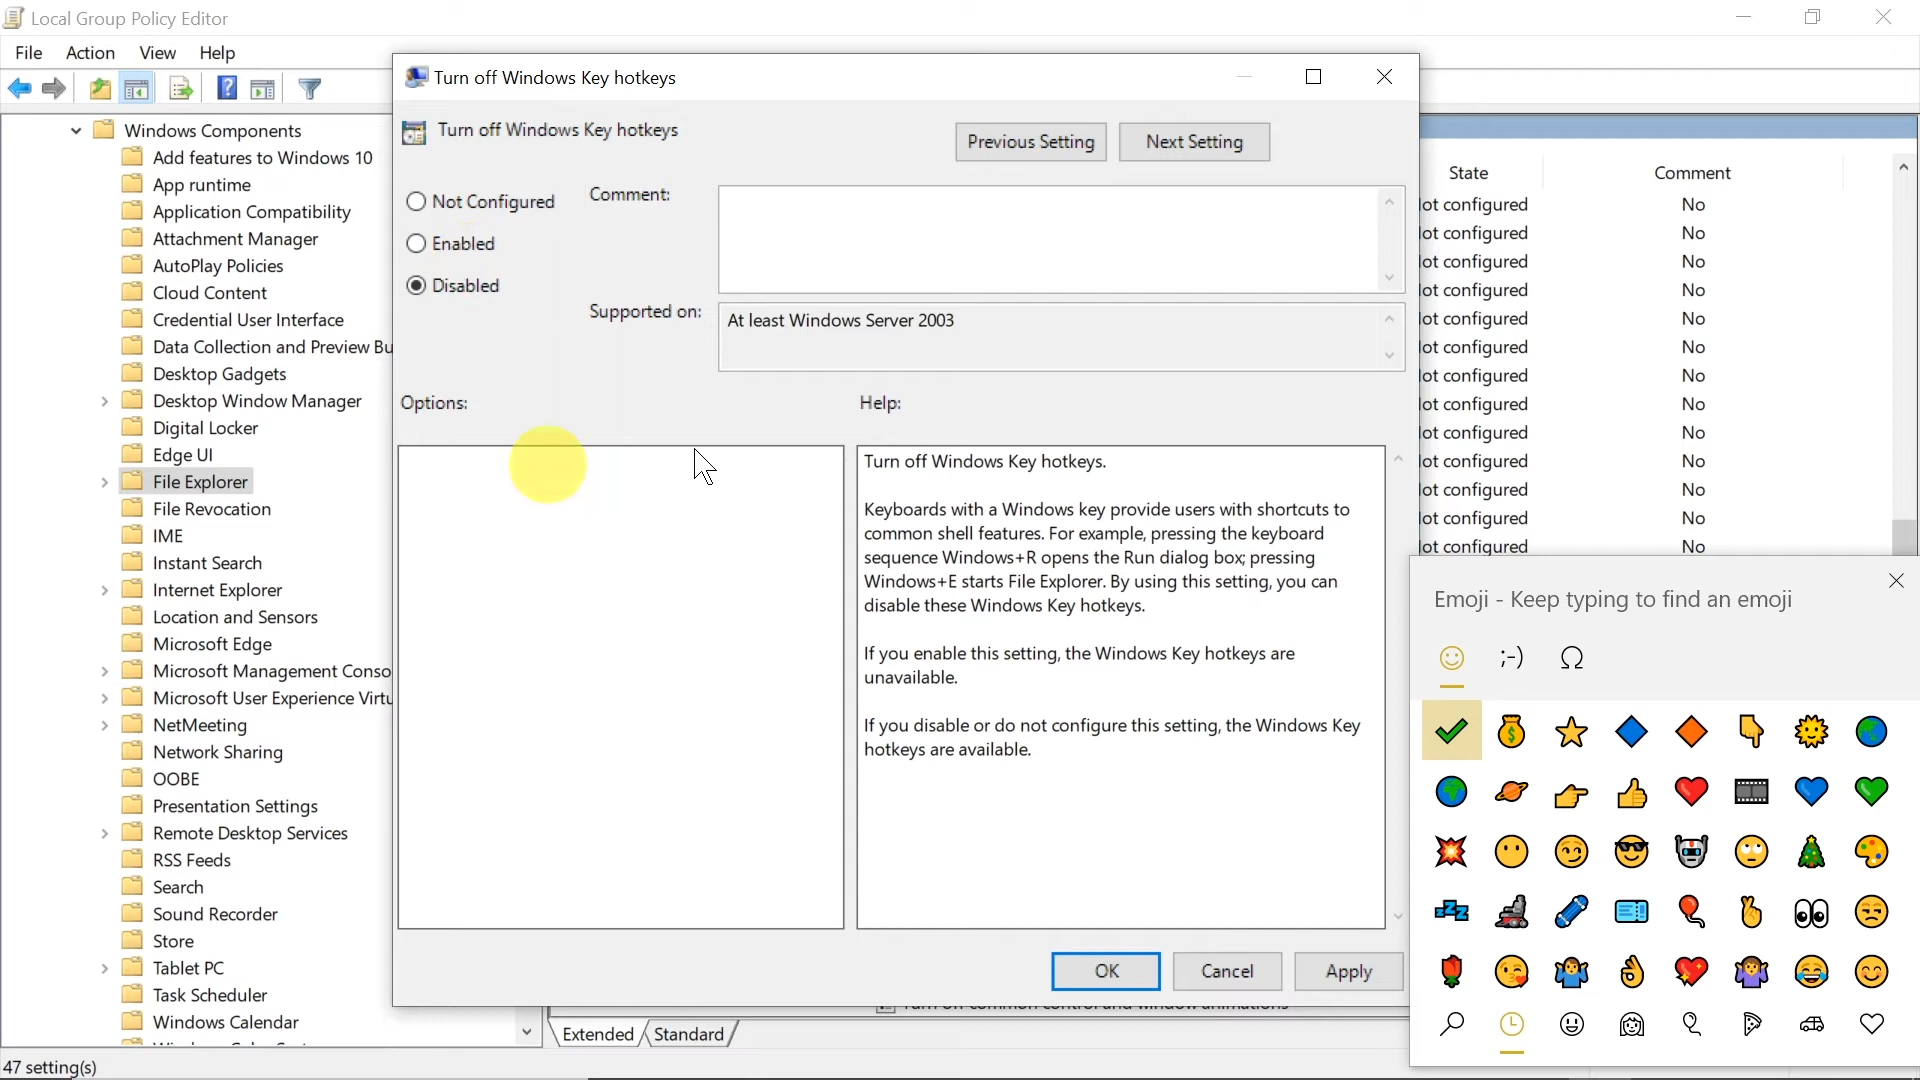 Local Group Policy Editor
File Action View Help
Windows Components
Add features to Windows 10
App runtime
Application Compatibility
Attachment Manager
AutoPlay Policies
Cloud Content
Credential User Interface
Data Collection and Preview Bu
Desktop Gadgets
Desktop Window Manager
Digital Locker
Edge UI
File Explorer
File Revocation
IME
Instant Search
Internet Explorer
Location and Sensors
Microsoft Edge
Microsoft Management Conso
Microsoft User Experience Virtu
NetMeeting
Network Sharing
OOBE
Presentation Settings
Remote Desktop Services
RSS Feeds
Search
Sound Recorder
Store
Tablet PC
Task Scheduler
Windows Calendar
47 setting(s)
Turn off Windows Key hotkeys
Turn off Windows Key hotkeys
Previous Setting Next Setting
Not Configured
Enabled
Disabled
Comment:
Supported on:
At least Windows Server 2003
Options:
Help:
Turn off Windows Key hotkeys.
Keyboards with a Windows key provide users with shortcuts to
common shell features. For example, pressing the keyboard
sequence Windows+R opens the Run dialog box; pressing
Windows+E starts File Explorer. By using this setting, you can
disable these Windows Key hotkeys.
If you enable this setting, the Windows Key hotkeys are
unavailable.
If you disable or do not configure this setting, the Windows Key
hotkeys are available.
OK Cancel Apply
Extended Standard
State Comment
ot configured No
ot configured No
ot configured No
ot configured No
ot configured No
ot configured No
ot configured No
ot configured No
ot configured No
ot configured No
ot configured No
ot configured No
ot configured No
Emoji - Keep typing to find an emoji
;-) Ω